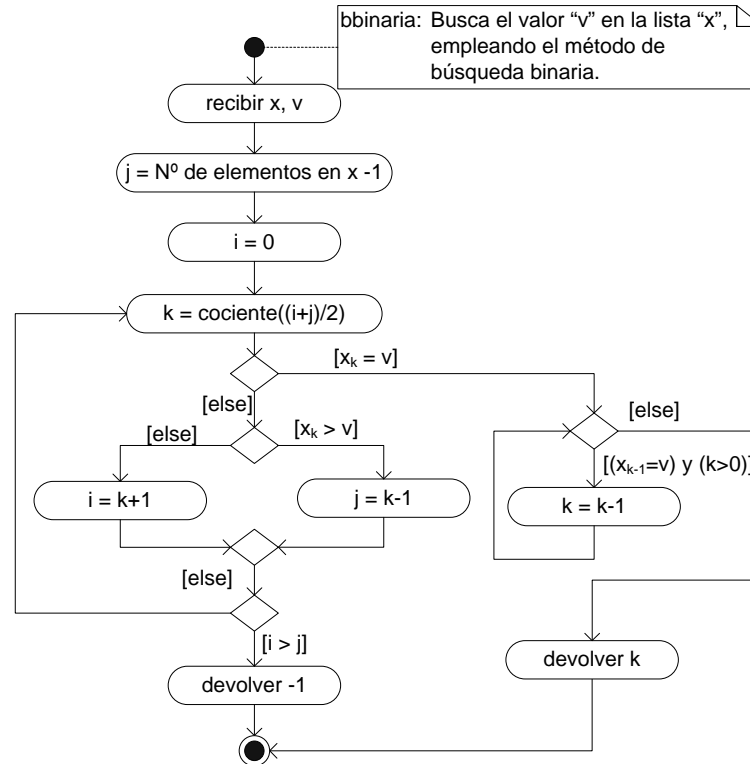 bbinaria: Busca el valor “v” en la lista “x”,
empleando el método de
búsqueda binaria.
recibir x, v
j = Nº de elementos en x -1
i = 0
k = cociente((i+j)/2)
[xk = v]
[else]
[else]
[else]
[xk > v]
[(xk-1=v) y (k>0)]
i = k+1
j = k-1
k = k-1
[else]
[i > j]
devolver k
devolver -1